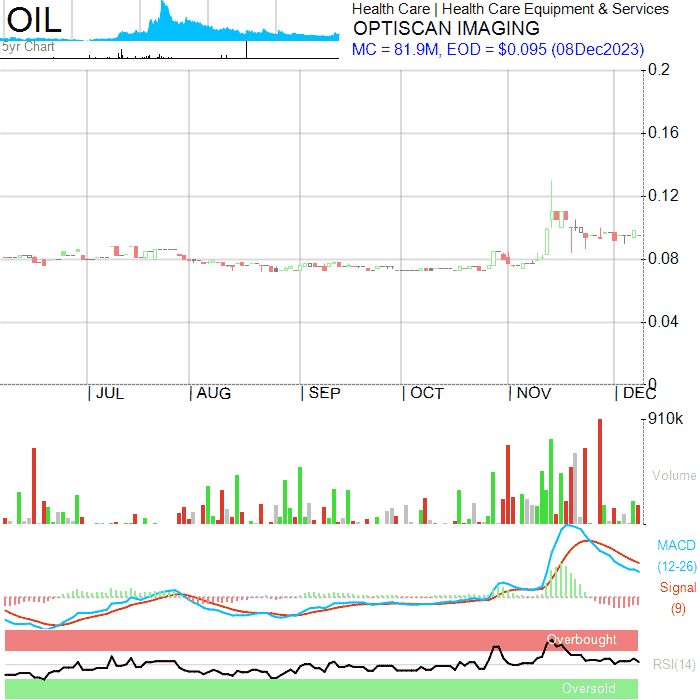 OIL
5yr Chart
Health Care | Health Care Equipment & Services
OPTISCAN IMAGING
MC = 81.9M, EOD = $0.095 (08Dec2023)
0.2
0.16
0.12
0.08
0.04
0
| JUL | AUG | SEP | OCT | NOV | DEC
910k
Volume
MACD
(12-26)
Signal
(9)
Overbought
RSI(14)
Oversold